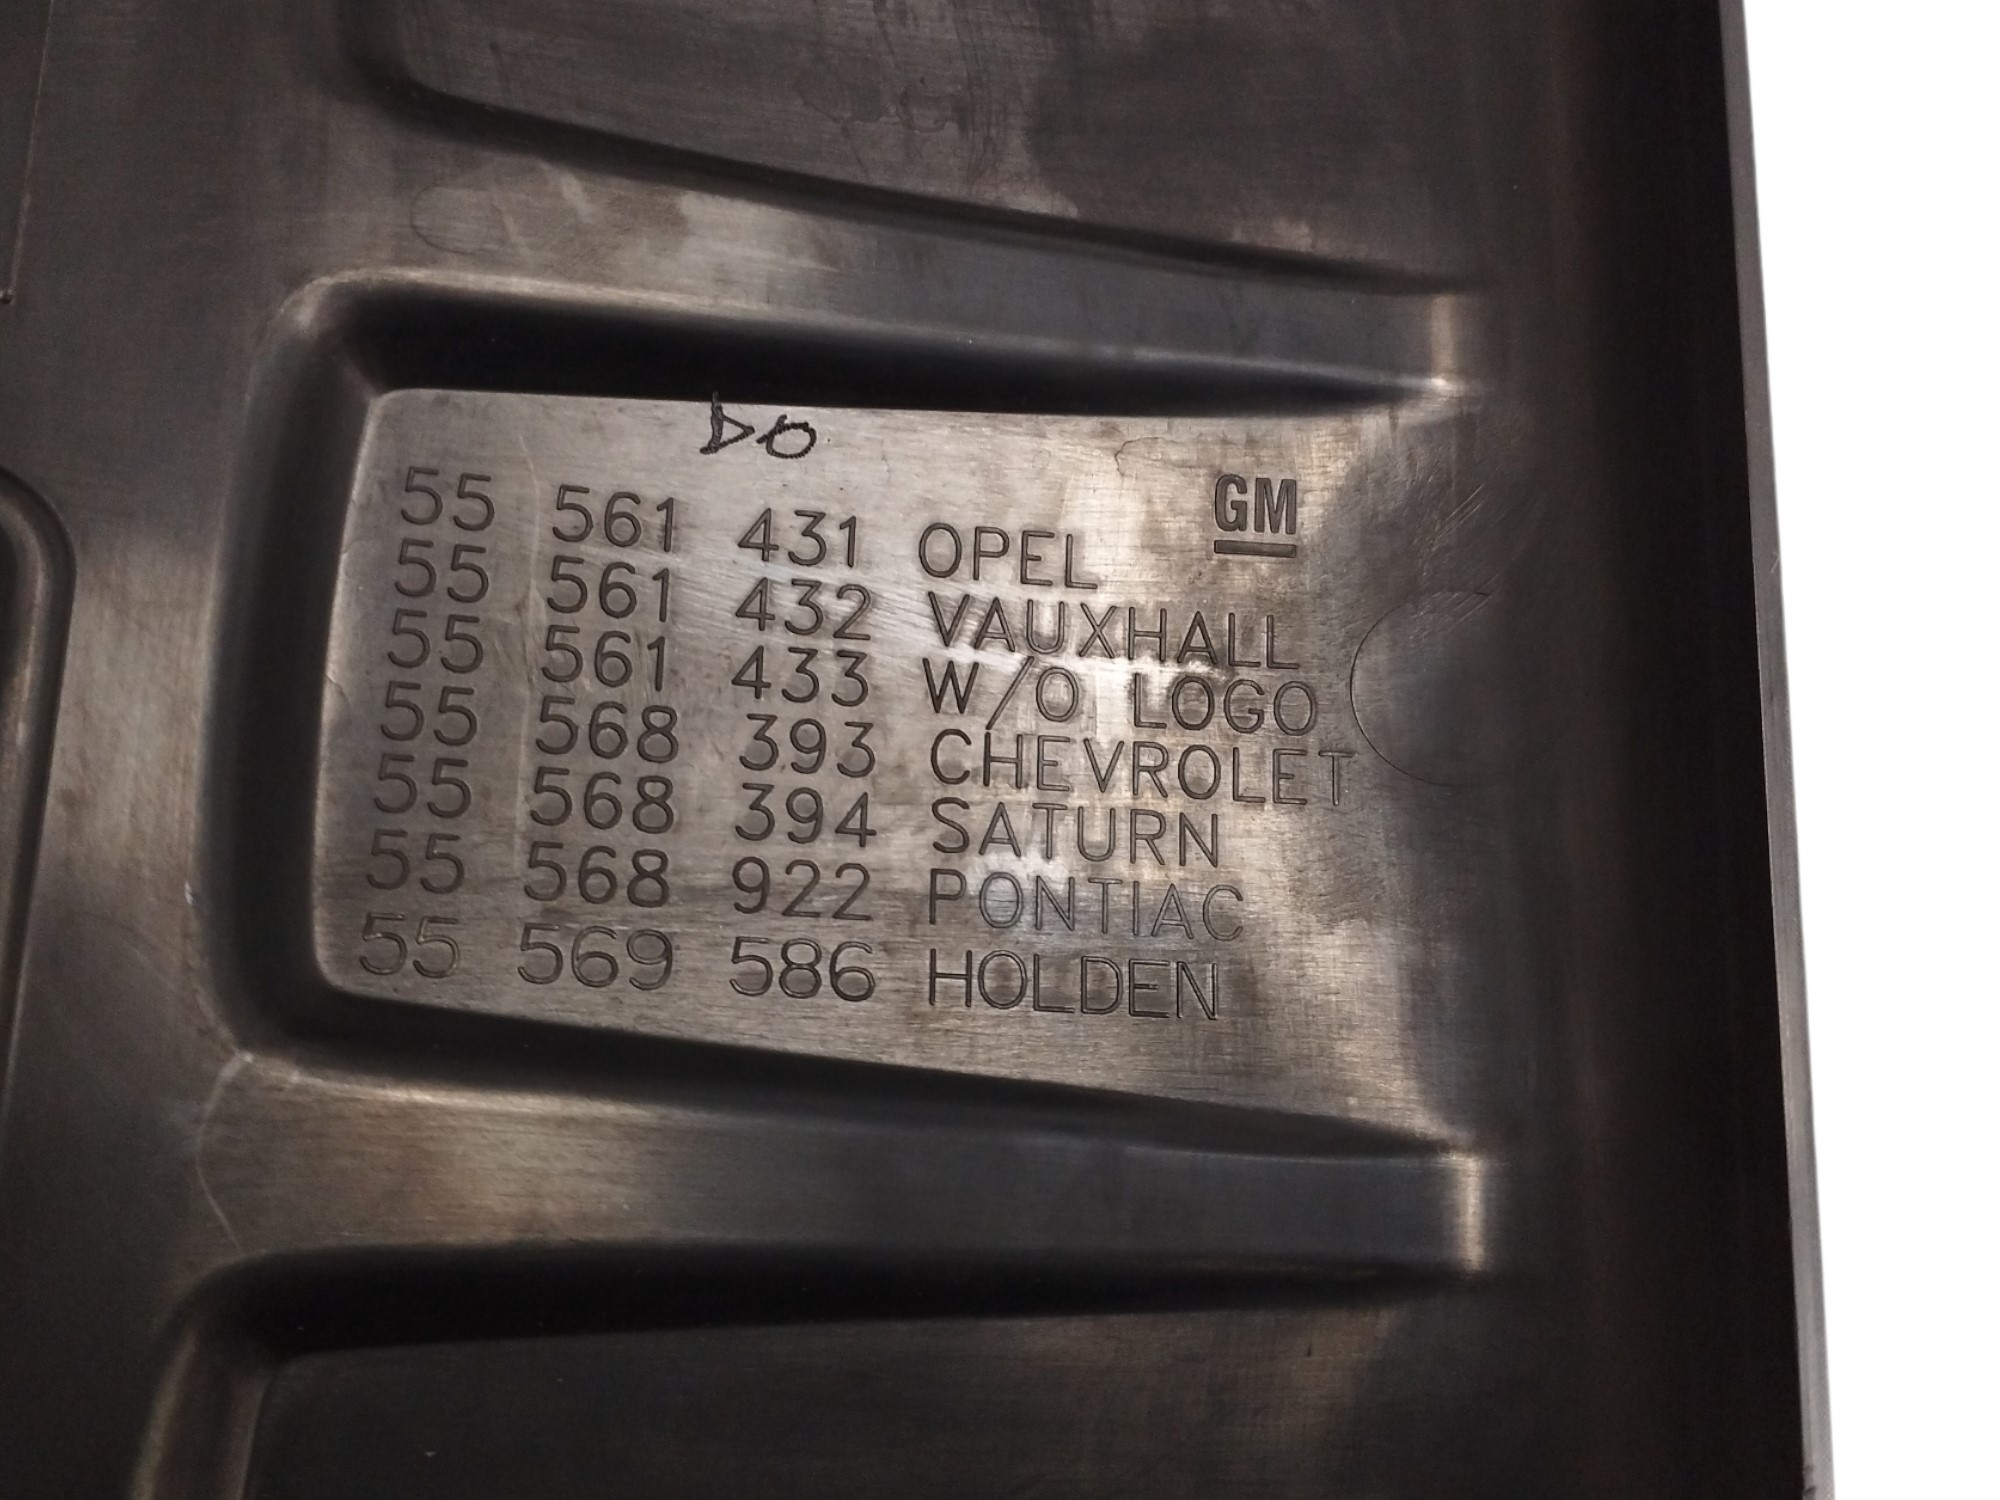 DO
GM
55 561 431 OPEL
55 561 432 VAUXHALL
55 561 433 W/O LOGO
55 568 393 CHEVROLET
55 568 394 SATURN
55 568 922 PONTIAC
55 569 586 HOLDEN